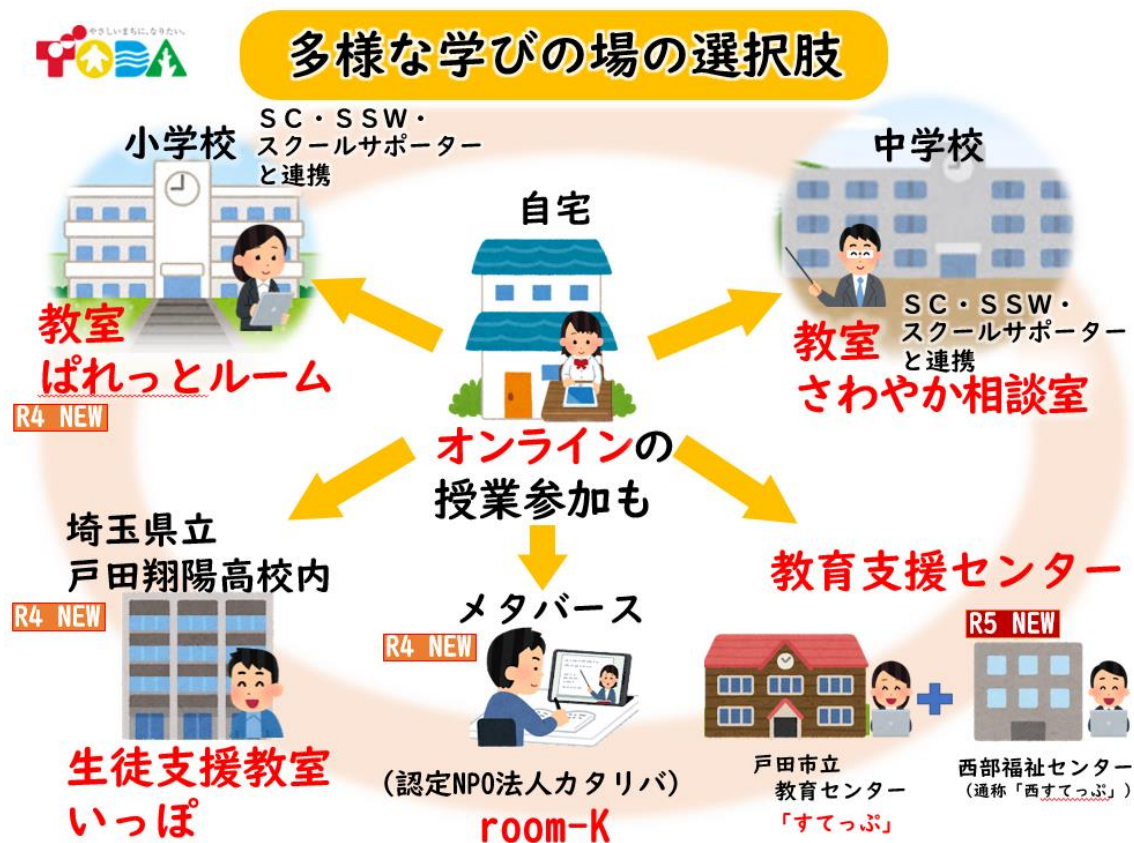 やさしいまちに、なりたい。
TODA
多様な学びの場の選択肢
小学校
SC・SSW・
スクールサポーター
と連携
教室
ぱれっとルーム
R4 NEW
自宅
オンラインの
授業参加も
中学校
教室
SC・SSW・
スクールサポーター
と連携
さわやか相談室
埼玉県立
戸田翔陽高校内
R4 NEW
生徒支援教室
いっぽ
メタバース
R4 NEW
(認定NPO法人カタリバ)
room-K
教育支援センター
R5 NEW
戸田市立
教育センター
「すてっぷ」
西部福祉センター
(通称「西すてっぷ」)